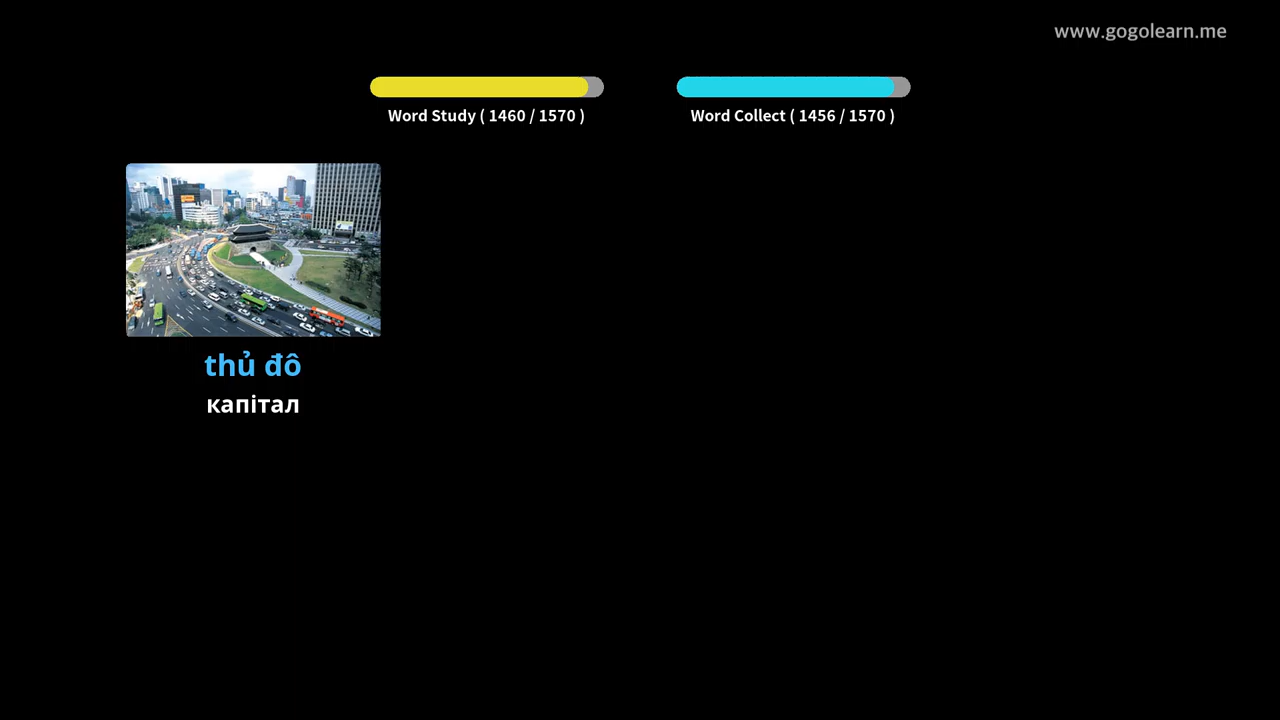 www.gogolearn.me
Word Study ( 1460 / 1570 )
Word Collect ( 1456 / 1570 )
thủ đô
капітал